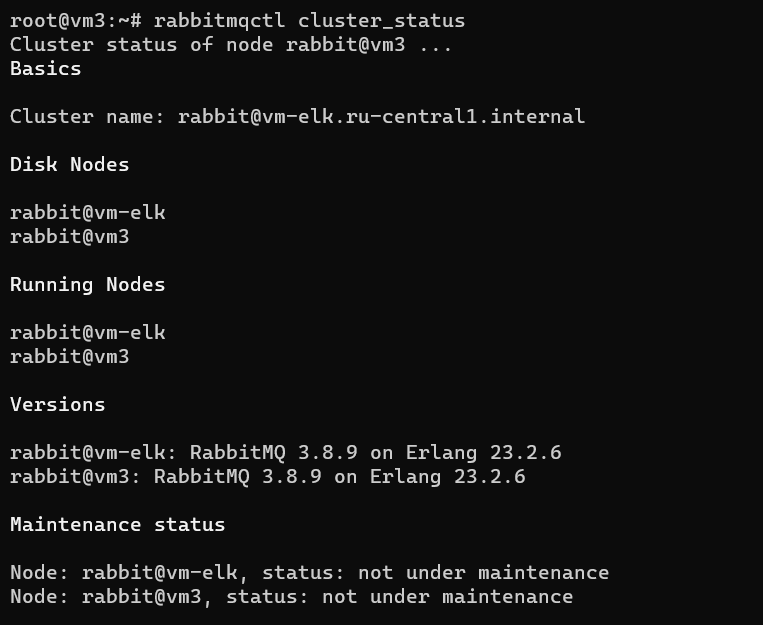 root@vm3:~# rabbitmqctl cluster_status
Cluster status of node rabbit@vm3 ...
Basics
Cluster name: rabbit@vm-elk.ru-central1.internal
Disk Nodes
rabbit@vm-elk
rabbit@vm3
Running Nodes
rabbit@vm-elk
rabbit@vm3
Versions
rabbit@vm-elk: RabbitMQ 3.8.9 on Erlang 23.2.6
rabbit@vm3: RabbitMQ 3.8.9 on Erlang 23.2.6
Maintenance status
Node: rabbit@vm-elk, status: not under maintenance
Node: rabbit@vm3, status: not under maintenance